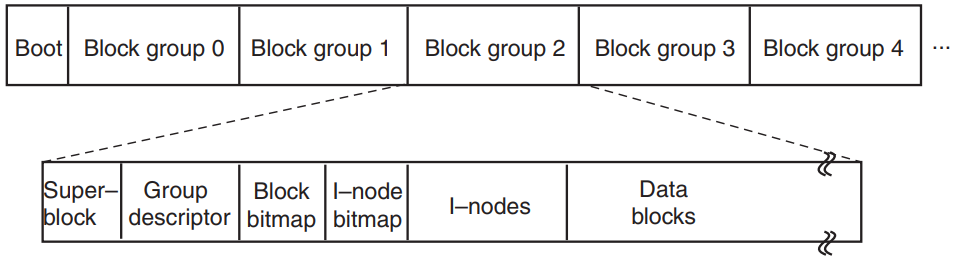 Boot Block group 0 Block group 1 Block group 2 Block group 3 Block group 4 ...
Super– Group Block I–node I–nodes Data
block descriptor bitmap bitmap blocks